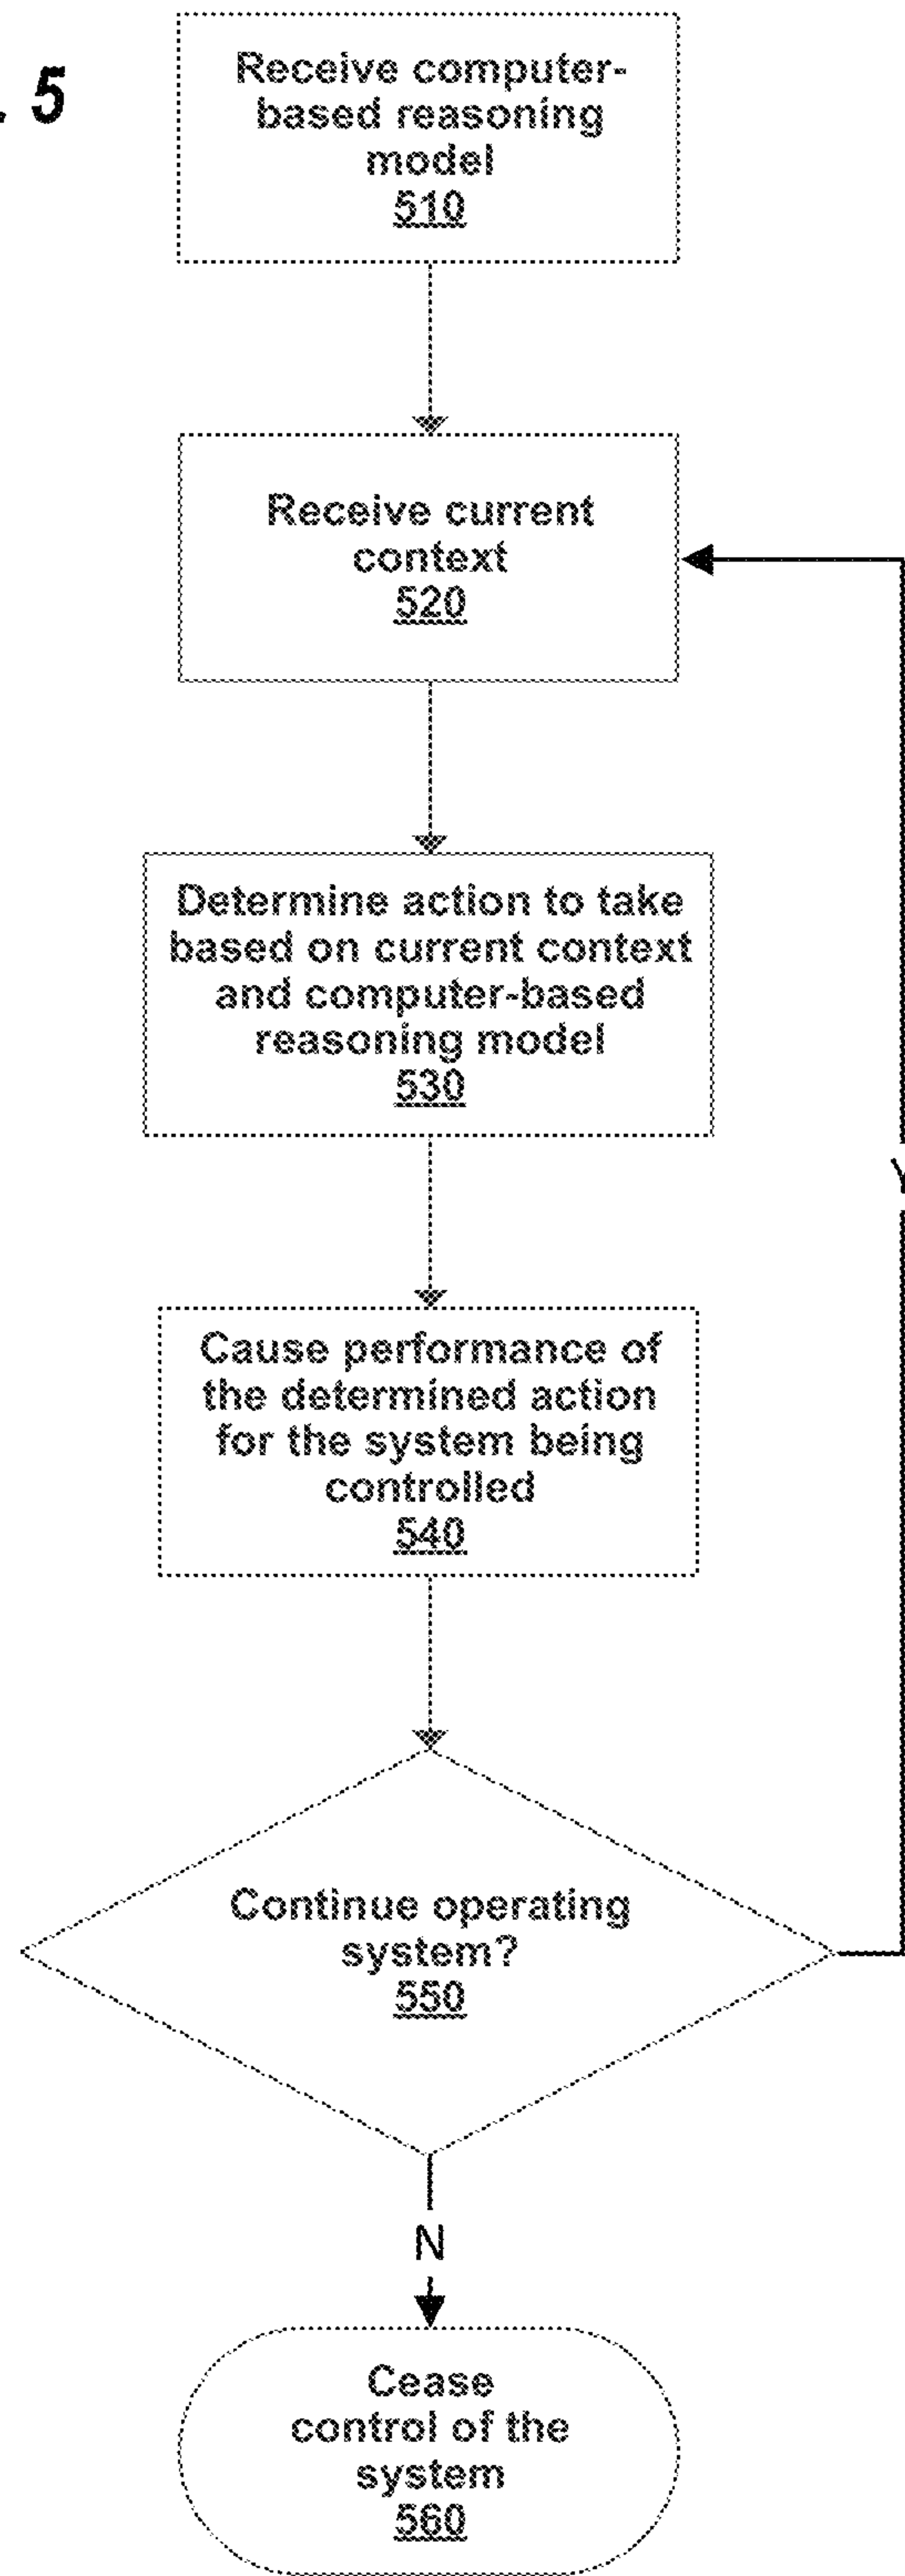 . 5
Receive computer-
based reasoning
model
510
Receive current
context
520
Determine action to take
based on current context
and computer-based
reasoning model
530
Cause performance of
the determined action
for the system being
controlled
540
Y
Continue operating
system?
550
N
Cease
control of the
system
560